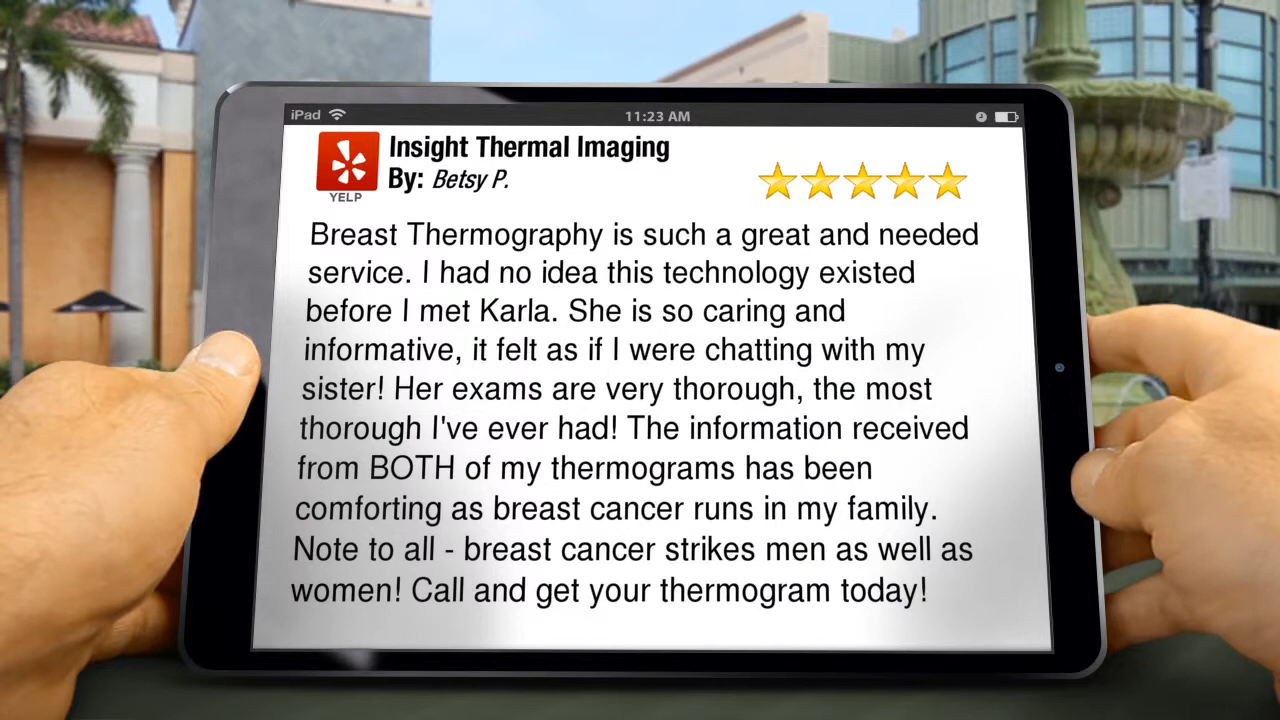 iPad
11:23 AM
Insight Thermal Imaging
By: Betsy P.
YELP
Breast Thermography is such a great and needed
service. I had no idea this technology existed
before I met Karla. She is so caring and
informative, it felt as if I were chatting with my
sister! Her exams are very thorough, the most
thorough I've ever had! The information received
from BOTH of my thermograms has been
comforting as breast cancer runs in my family.
Note to all - breast cancer strikes men as well as
women! Call and get your thermogram today!